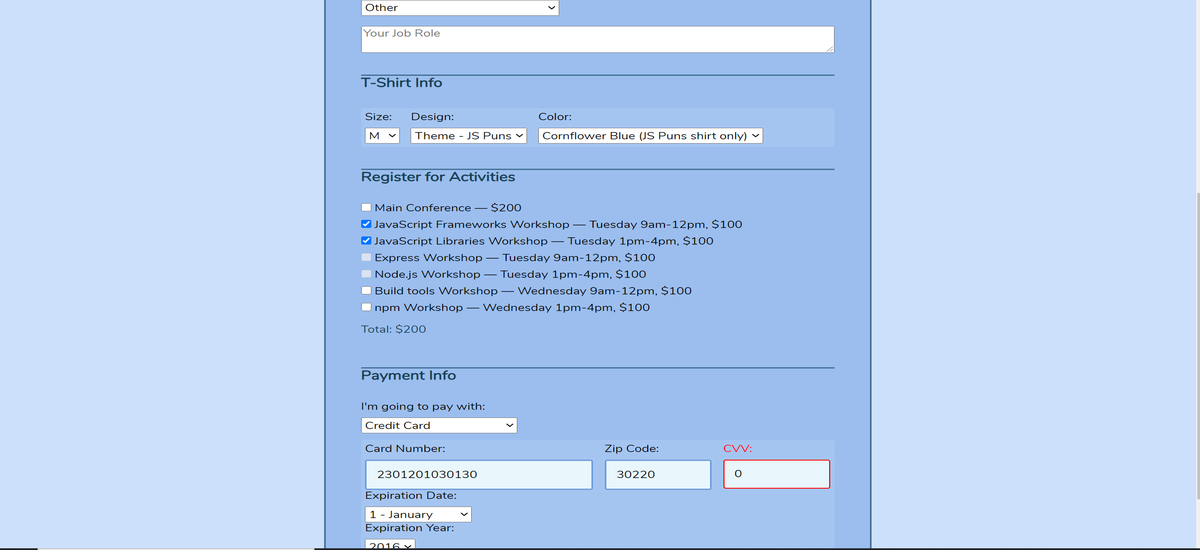 Other
Your Job Role
T-Shirt Info
Size: Design: Color:
M Theme - JS Puns Cornflower Blue (JS Puns shirt only)
Register for Activities
Main Conference — $200
JavaScript Frameworks Workshop — Tuesday 9am-12pm, $100
JavaScript Libraries Workshop — Tuesday 1pm-4pm, $100
Express Workshop — Tuesday 9am-12pm, $100
Node.js Workshop — Tuesday 1pm-4pm, $100
Build tools Workshop — Wednesday 9am-12pm, $100
npm Workshop — Wednesday 1pm-4pm, $100
Total: $200
Payment Info
I'm going to pay with:
Credit Card
Card Number: Zip Code: CVV:
2301201030130 30220 0
Expiration Date:
1 - January
Expiration Year:
2016